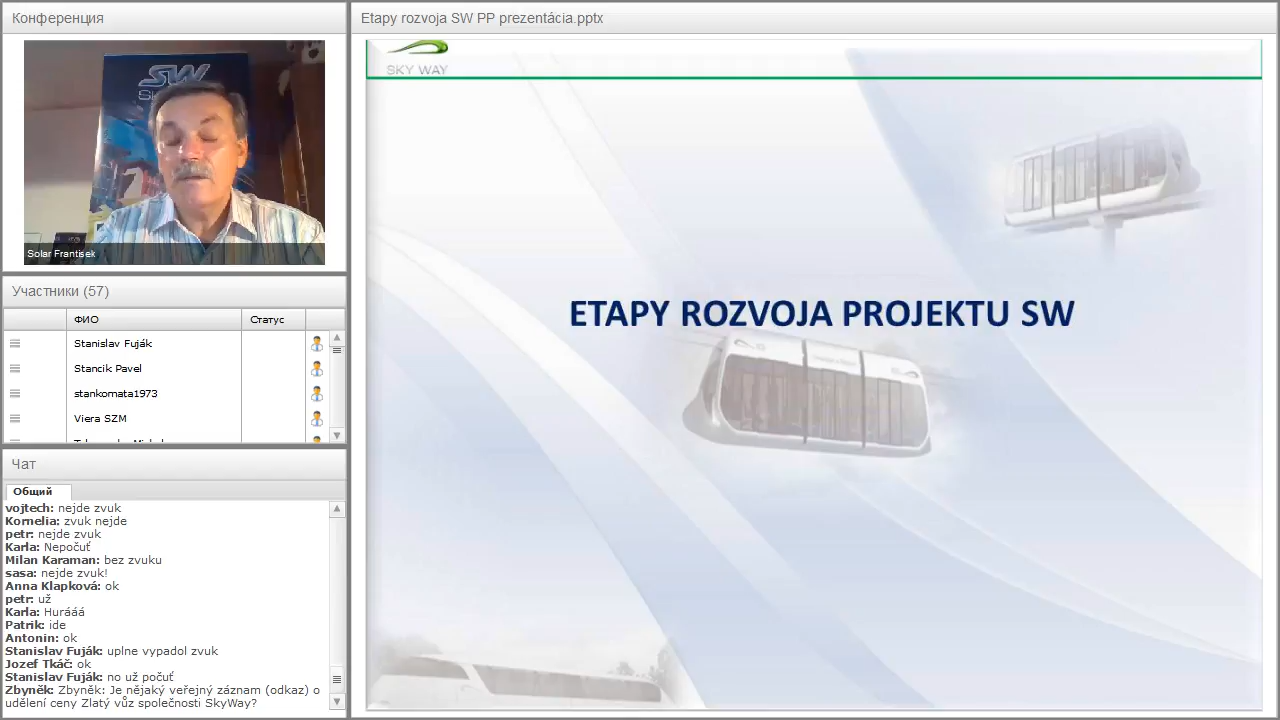 Конференция
SW
Solar Frantisek
Участники (57)
ФИО
Статус
Stanislav Fuják
Stancik Pavel
stankomata1973
Viera SZM
Чат
Общий
vojtech: nejde zvuk
Kornelia: zvuk nejde
petr: nejde zvuk
Karla: Nepočuť
Milan Karaman: bez zvuku
sasa: nejde zvuk!
Anna Klapková: ok
petr: už
Karla: Hurááá
Patrik: ide
Antonin: ok
Stanislav Fuják: uplne vypadol zvuk
Jozef Tkáč: ok
Stanislav Fuják: no už počuť
Zbyněk: Zbyněk: Je nějaký veřejný záznam (odkaz) o
udělení ceny Zlatý vůz společnosti SkyWay?
Etapy rozvoja SW PP prezentácia.pptx
SKY WAY
ETAPY ROZVOJA PROJEKTU SW